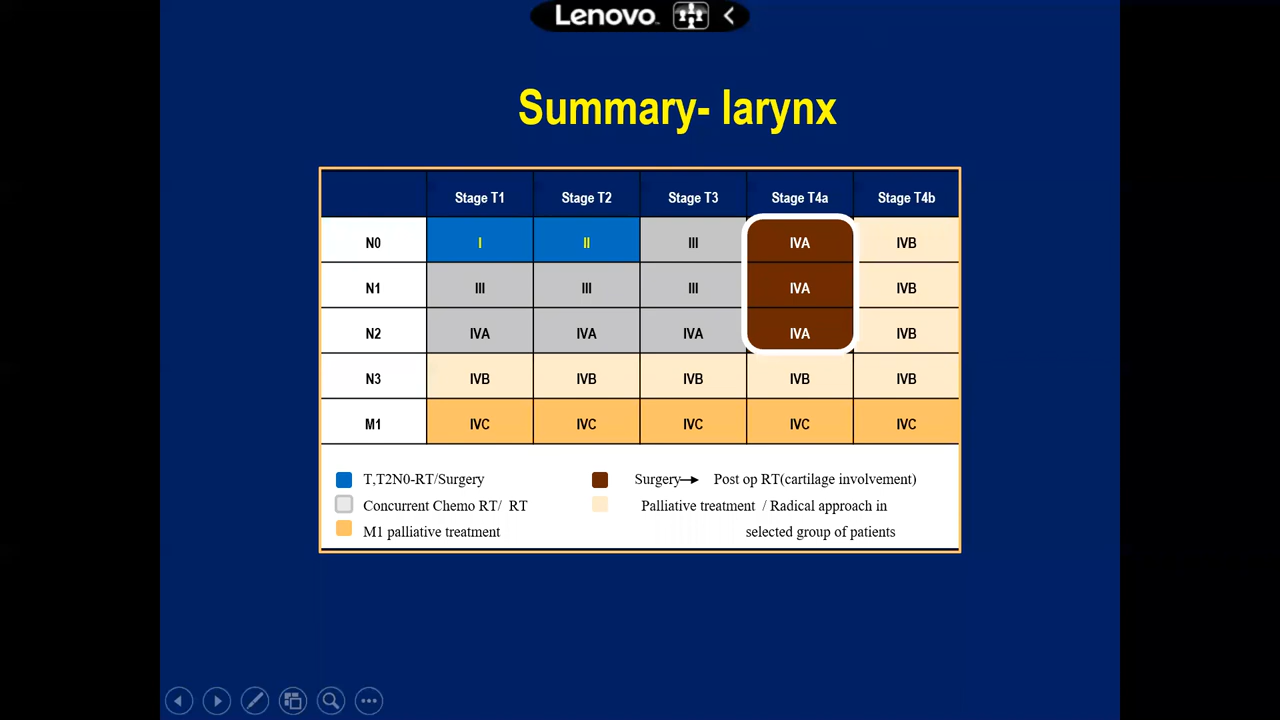 Lenovo
Summary- larynx
Stage T1 Stage T2 Stage T3 Stage T4a Stage T4b
N0 I II III IVA IVB
N1 III III III IVA IVB
N2 IVA IVA IVA IVA IVB
N3 IVB IVB IVB IVB IVB
M1 IVC IVC IVC IVC IVC
T,T2N0-RT/Surgery
Concurrent Chemo RT/ RT
M1 palliative treatment
Surgery→ Post op RT(cartilage involvement)
Palliative treatment / Radical approach in
selected group of patients